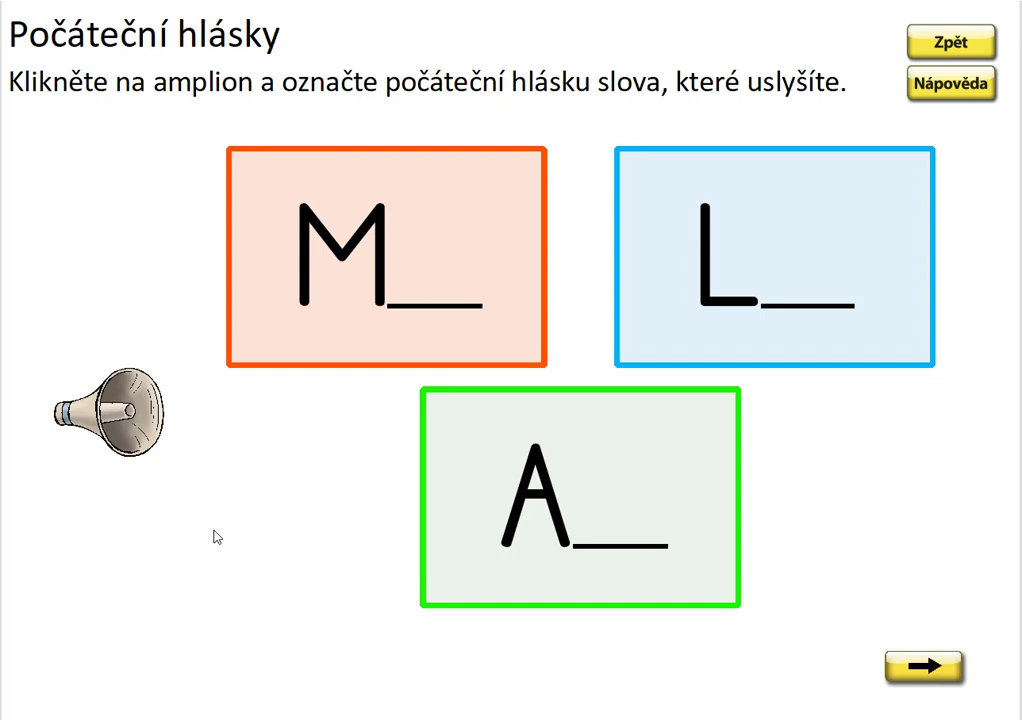 Počáteční hlásky
Zpět
Klikněte na amplion a označte počáteční hlásku slova, které uslyšíte.
Nápověda
M__
L__
A__